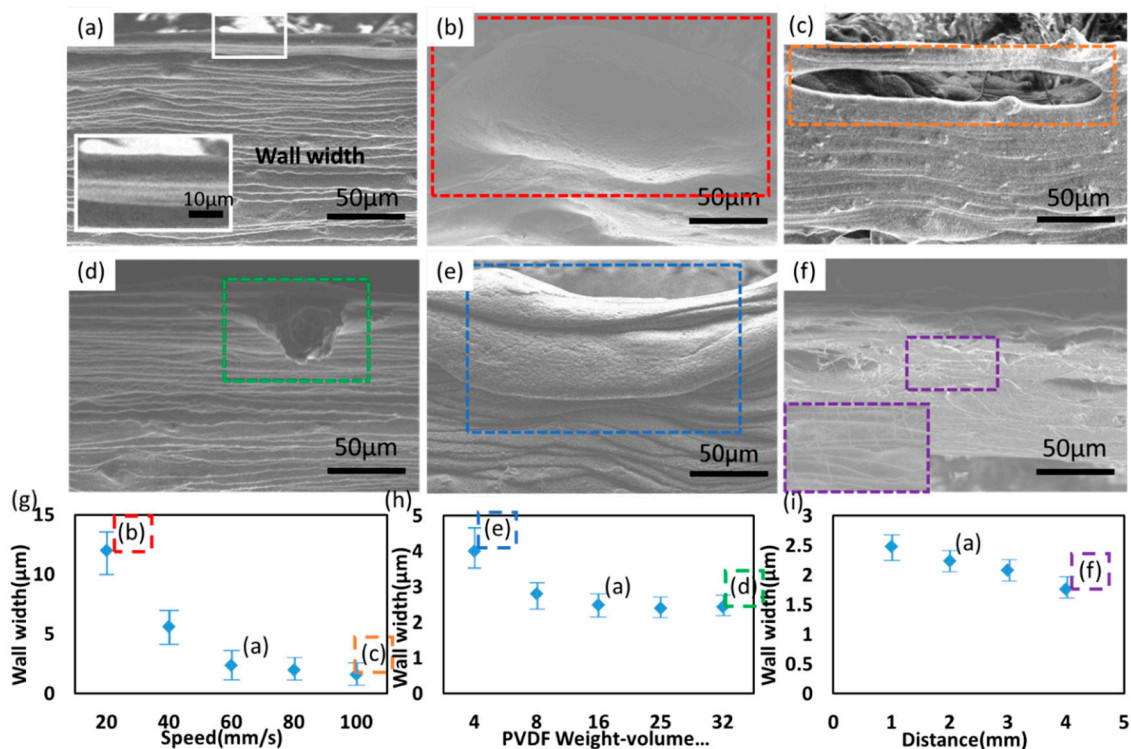 (a)
Wall width
10μm
50μm
(b)
50μm
(c)
50μm
(d)
50μm
(e)
50μm
(f)
50μm
(g)
15
10
5
0
Wall width(μm)
(b)
(a)
(c)
20 40 60 80 100
Speed(mm/s)
(h)
5
4
3
2
1
0
Wall width(μm)
(e)
(a)
(d)
4 8 16 25 32
PVDF Weight-volume...
(i)
3
2.5
2
1.5
1
0.5
0
Wall width(μm)
(a)
(f)
0 1 2 3 4 5
Distance(mm)